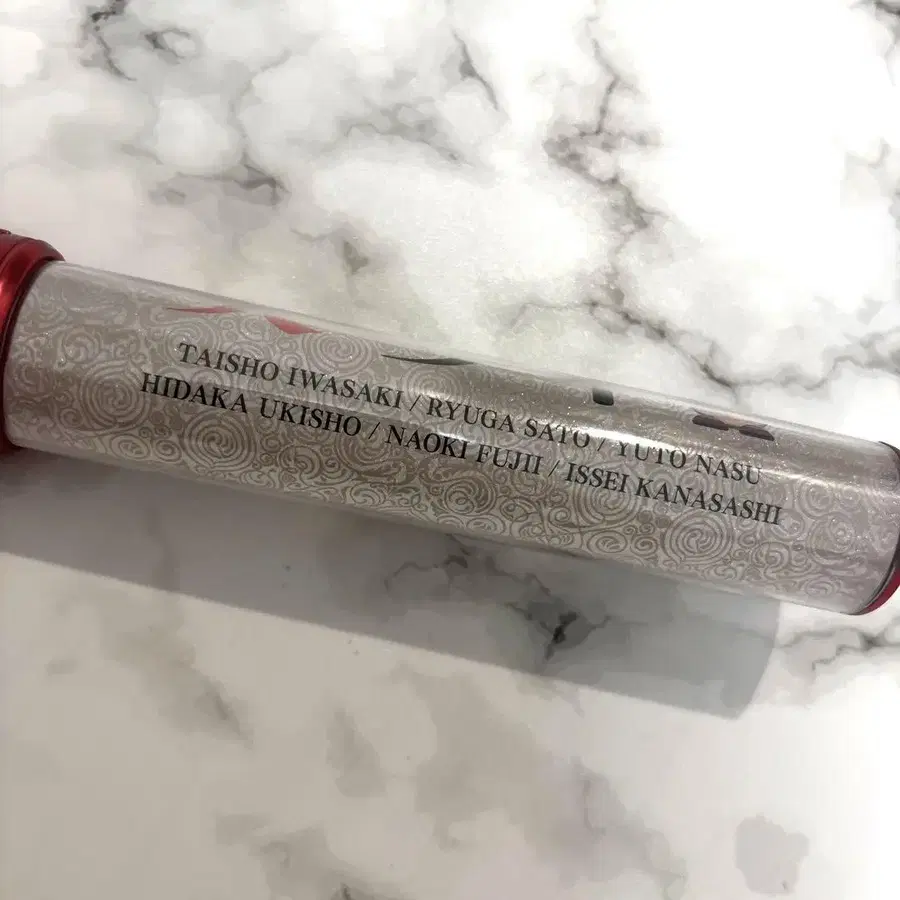 TAISHO IWASAKI / RYUGA SATO / YUTO NASU
HIDAKA UKISHO / NAOKI FUJII / ISSEI KANASASHI